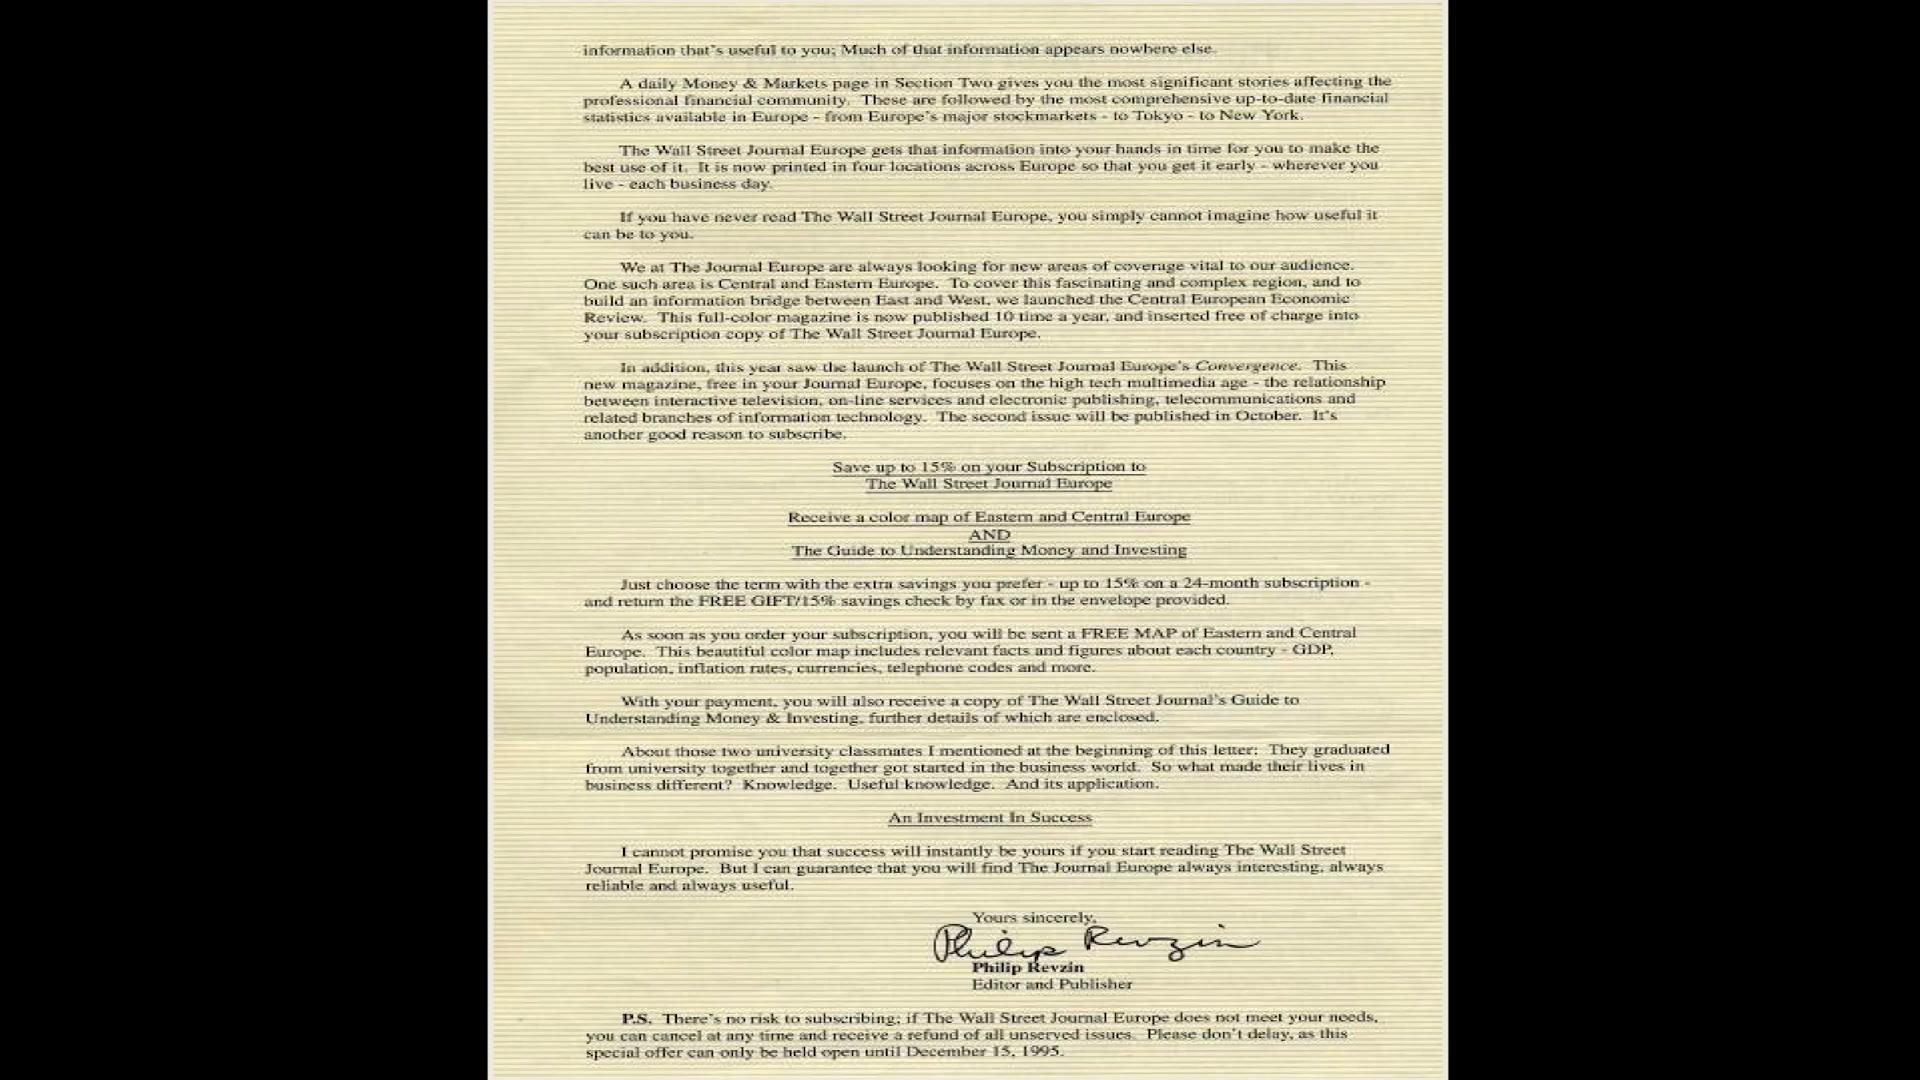 information that's useful to you; Much of that information appears nowhere else.
A daily Money & Markets page in Section Two gives you the most significant stories affecting the
professional financial community. These are followed by the most comprehensive up-to-date financial
statistics available in Europe - from Europe's major stockmarkets - to Tokyo - to New York.
The Wall Street Journal Europe gets that information into your hands in time for you to make the
best use of it. It is now printed in four locations across Europe so that you get it early - wherever you
live - each business day.
If you have never read The Wall Street Journal Europe, you simply cannot imagine how useful it
can be to you.
We at The Journal Europe are always looking for new areas of coverage vital to our audience.
One such area is Central and Eastern Europe. To cover this fascinating and complex region, and to
build an information bridge between East and West, we launched the Central European Economic
Review. This full-color magazine is now published 10 time a year, and inserted free of charge into
your subscription copy of The Wall Street Journal Europe.
In addition, this year saw the launch of The Wall Street Journal Europe's Convergence. This
new magazine, free in your Journal Europe, focuses on the high tech multimedia age - the relationship
between interactive television, on-line services and electronic publishing, telecommunications and
related branches of information technology. The second issue will be published in October. It's
another good reason to subscribe.
Save up to 15% on your Subscription to
The Wall Street Journal Europe
Receive a color map of Eastern and Central Europe
AND
The Guide to Understanding Money and Investing
Just choose the term with the extra savings you prefer - up to 15% on a 24-month subscription -
and return the FREE GIFT/15% savings check by fax or in the envelope provided.
As soon as you order your subscription, you will be sent a FREE MAP of Eastern and Central
Europe. This beautiful color map includes relevant facts and figures about each country - GDP,
population, inflation rates, currencies, telephone codes and more.
With your payment, you will also receive a copy of The Wall Street Journal's Guide to
Understanding Money & Investing, further details of which are enclosed.
About those two university classmates I mentioned at the beginning of this letter: They graduated
from university together and together got started in the business world. So what made their lives in
business different? Knowledge. Useful knowledge. And its application.
An Investment In Success
I cannot promise you that success will instantly be yours if you start reading The Wall Street
Journal Europe. But I can guarantee that you will find The Journal Europe always interesting, always
reliable and always useful.
Yours sincerely,
Philip Revzin
Philip Revzin
Editor and Publisher
P.S. There's no risk to subscribing; if The Wall Street Journal Europe does not meet your needs,
you can cancel at any time and receive a refund of all unserved issues. Please don't delay, as this
special offer can only be held open until December 15, 1995.